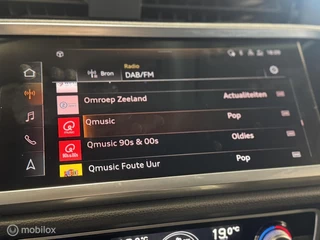 Bron
Radio
DAB/FM
Omroep Zeeland Actualiteiten
Qmusic Pop
Qmusic 90s & 00s Oldies
Qmusic Foute Uur Pop
19.0°C
mobilox